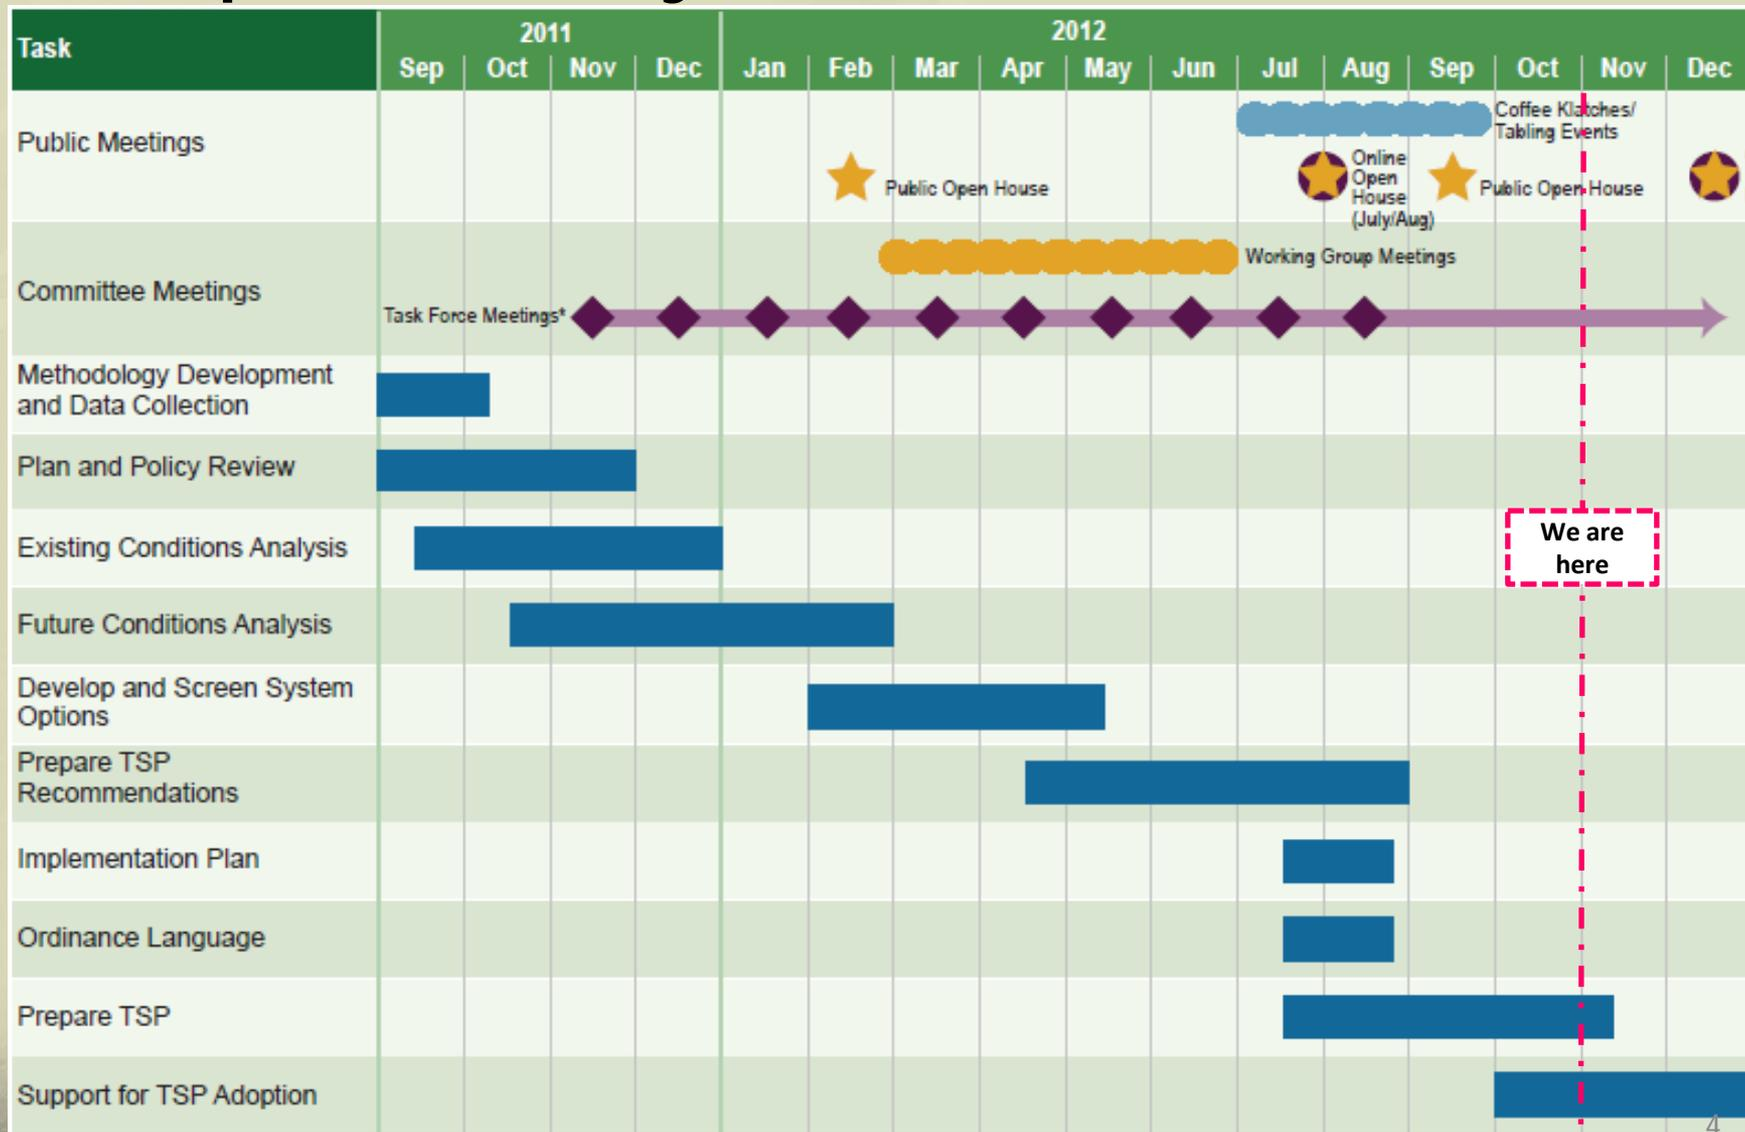 Task
2011
2012
Sep Oct Nov Dec Jan Feb Mar Apr May Jun Jul Aug Sep Oct Nov Dec
Public Meetings
Coffee Klatches/
Tabling Events
Public Open House
Online
Open
House
(July/Aug)
Public Open House
Committee Meetings
Working Group Meetings
Task Force Meetings*
Methodology Development
and Data Collection
Plan and Policy Review
Existing Conditions Analysis
We are
here
Future Conditions Analysis
Develop and Screen System
Options
Prepare TSP
Recommendations
Implementation Plan
Ordinance Language
Prepare TSP
Support for TSP Adoption
4